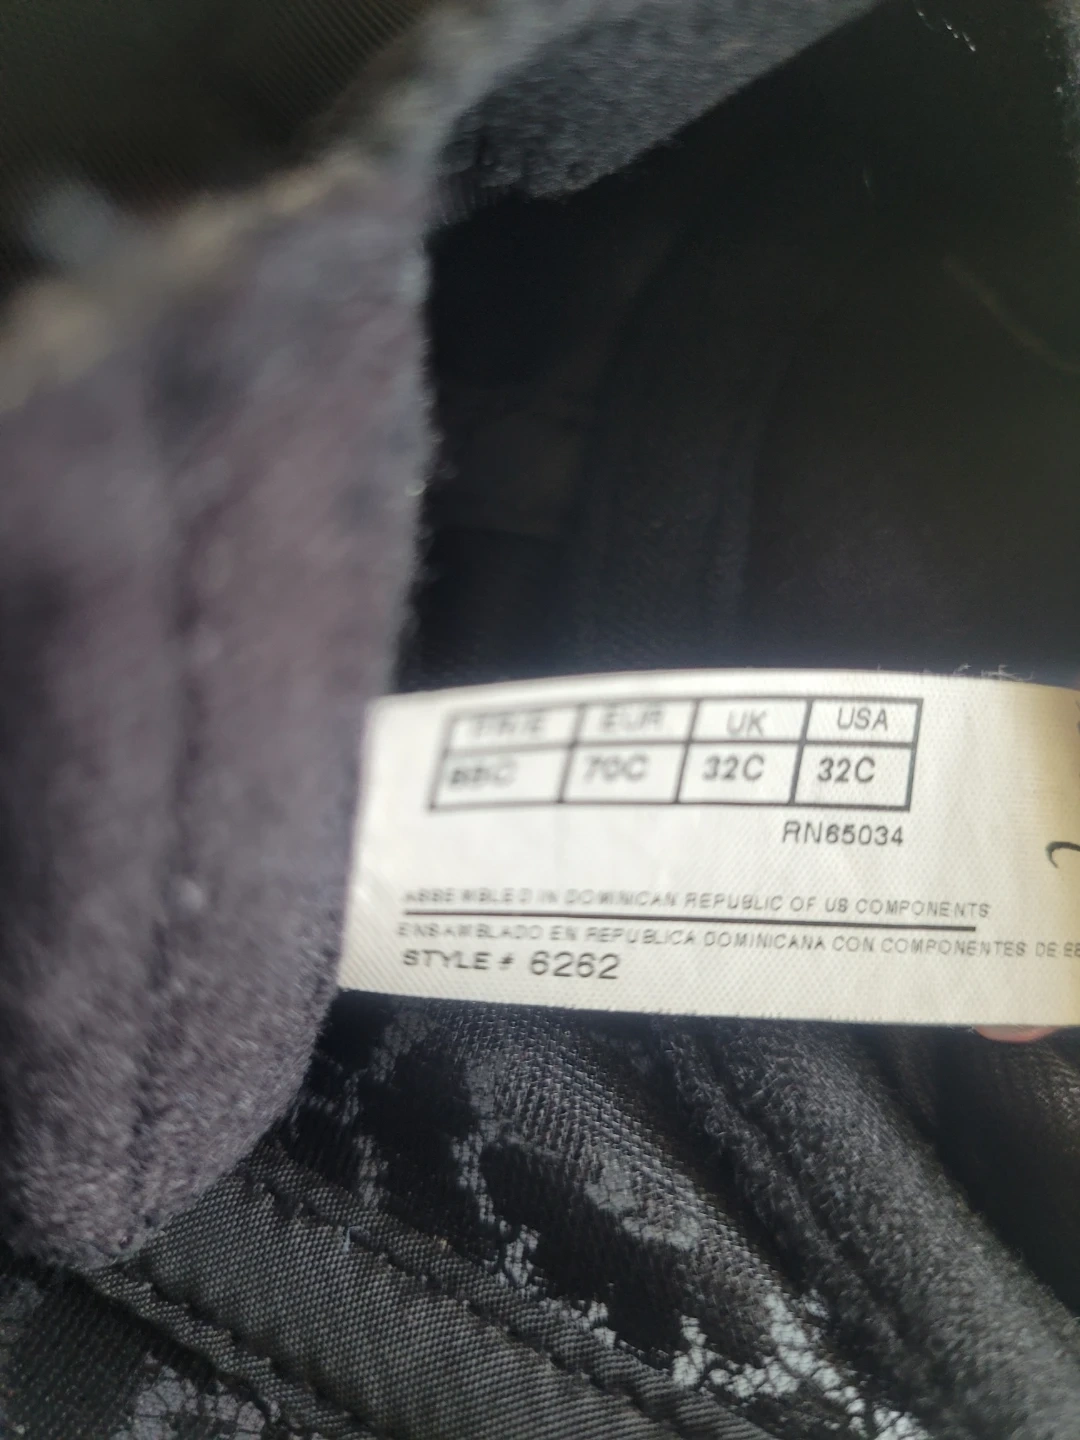 EUR UK USA
70C 32C 32C
RN65034
ASSEMBLED IN DOMINICAN REPUBLIC OF US COMPONENTS
ENSAMBLADO EN REPUBLICA DOMINICANA CON COMPONENTES DE
STYLE # 6262